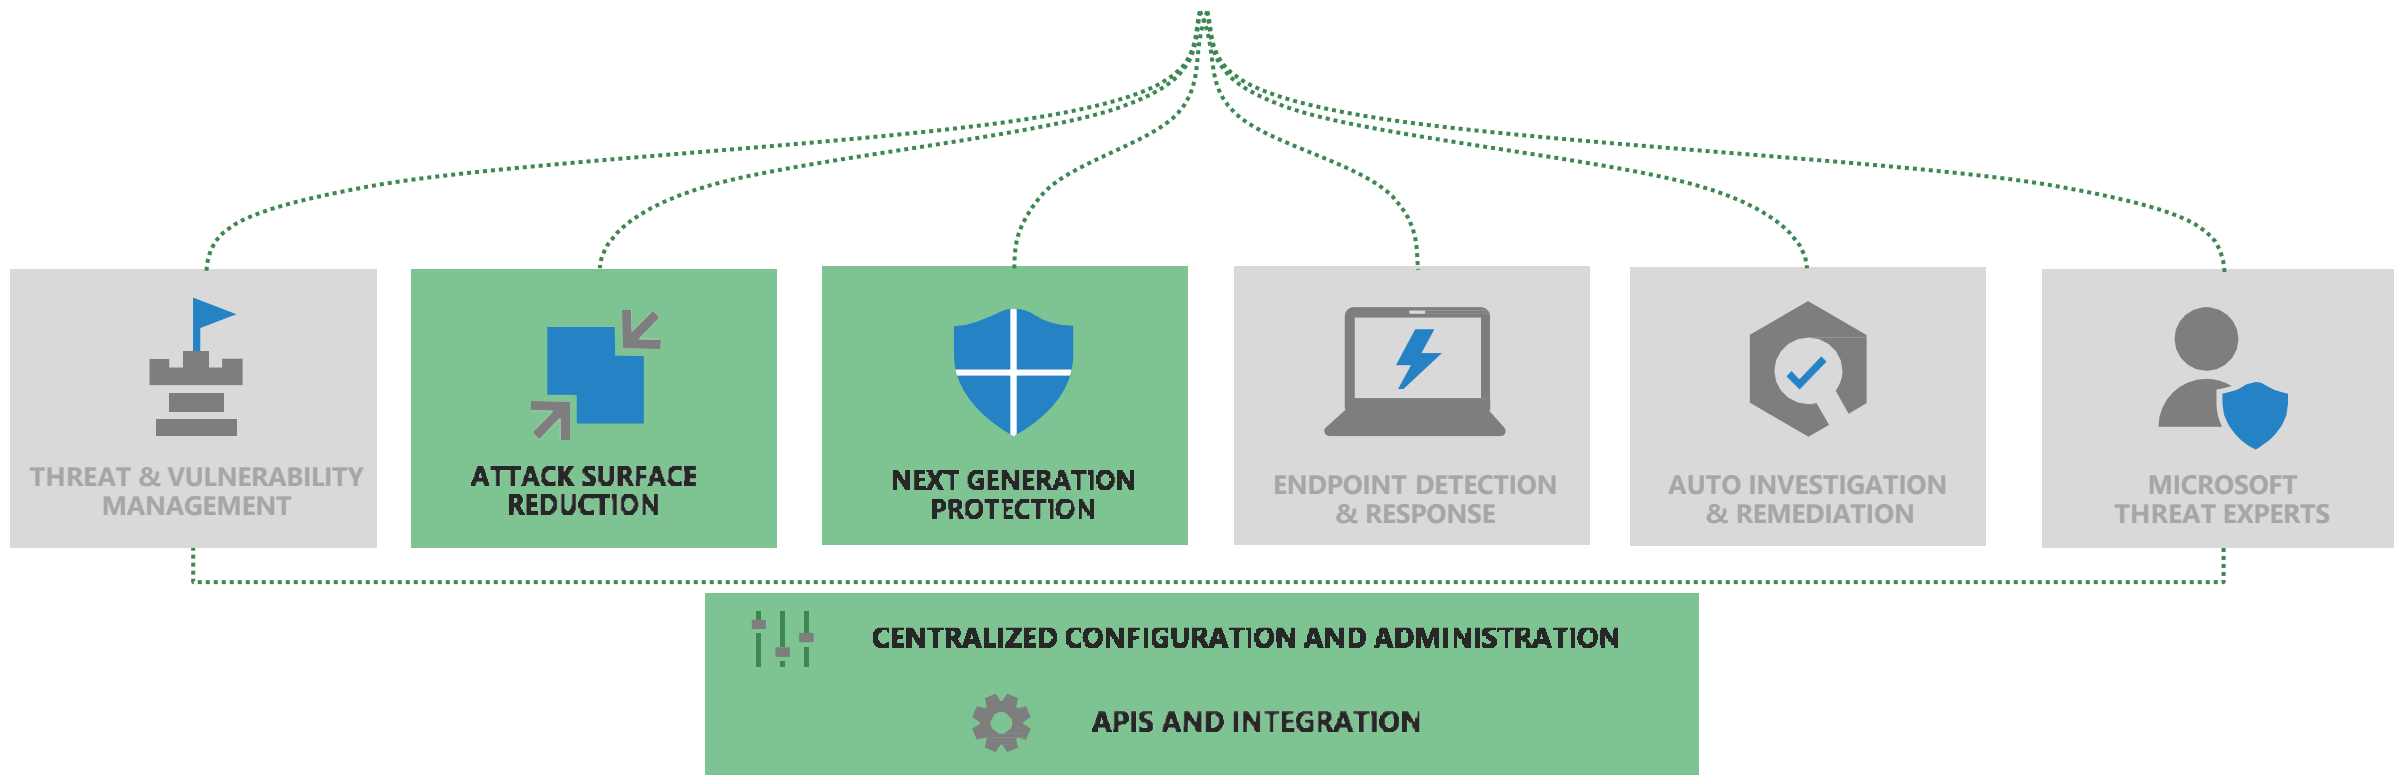 THREAT & VULNERABILITY
MANAGEMENT
ATTACK SURFACE
REDUCTION
NEXT GENERATION
PROTECTION
ENDPOINT DETECTION
& RESPONSE
AUTO INVESTIGATION
& REMEDIATION
MICROSOFT
THREAT EXPERTS
CENTRALIZED CONFIGURATION AND ADMINISTRATION
APIS AND INTEGRATION